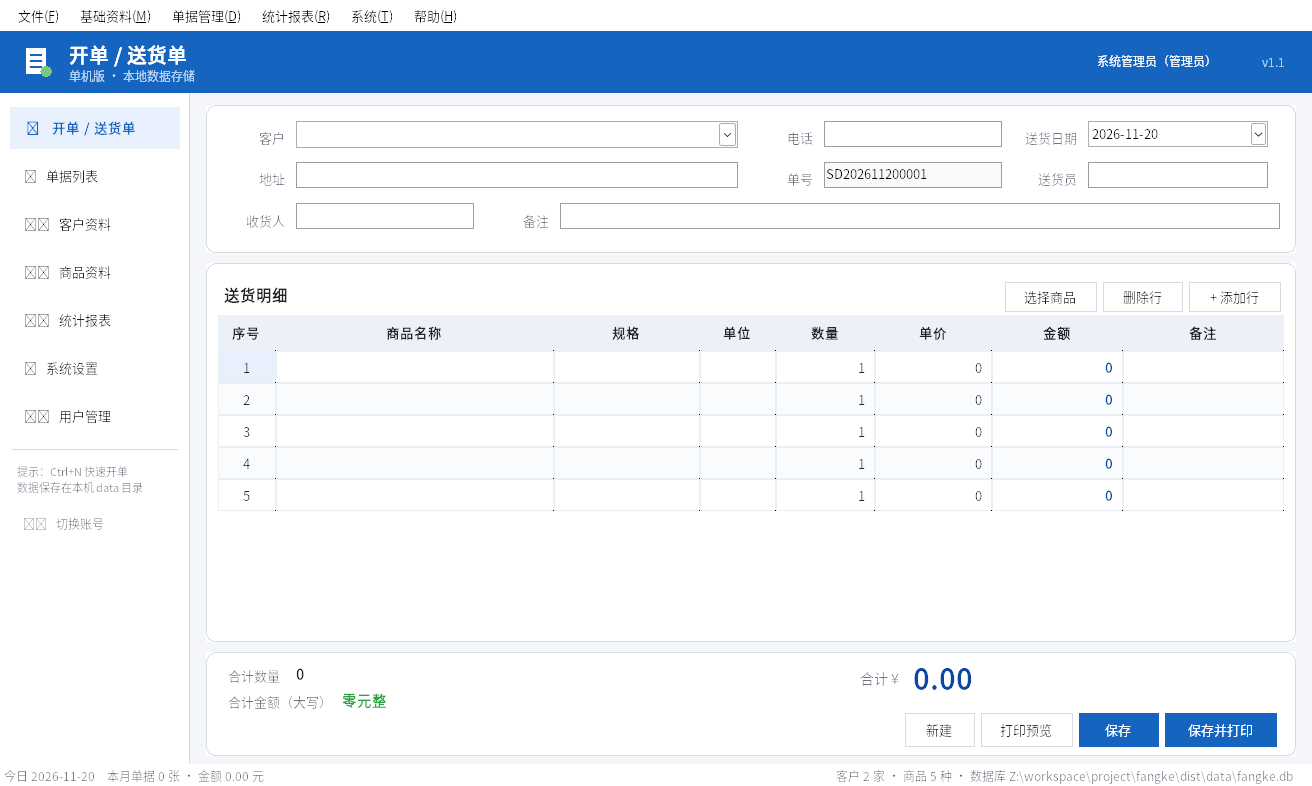 文件(F) 基础资料(M) 单据管理(D) 统计报表(R) 系统(T) 帮助(H)
开单 / 送货单
单机版 · 本地数据存储
系统管理员（管理员） v1.1
开单 / 送货单
单据列表
客户资料
商品资料
统计报表
系统设置
用户管理
提示：Ctrl+N 快速开单
数据保存在本机 data 目录
切换账号
客户 电话 送货日期 2026-11-20
地址 单号 SD202611200001 送货员
收货人 备注
送货明细 选择商品 删除行 + 添加行
序号 商品名称 规格 单位 数量 单价 金额 备注
1 1 0 0
2 1 0 0
3 1 0 0
4 1 0 0
5 1 0 0
合计数量 0 合计 ¥ 0.00
合计金额（大写） 零元整
新建 打印预览 保存 保存并打印
今日 2026-11-20 本月单据 0 张 · 金额 0.00 元 客户 2 家 · 商品 5 种 · 数据库 Z:\workspace\project\fangke\dist\data\fangke.db